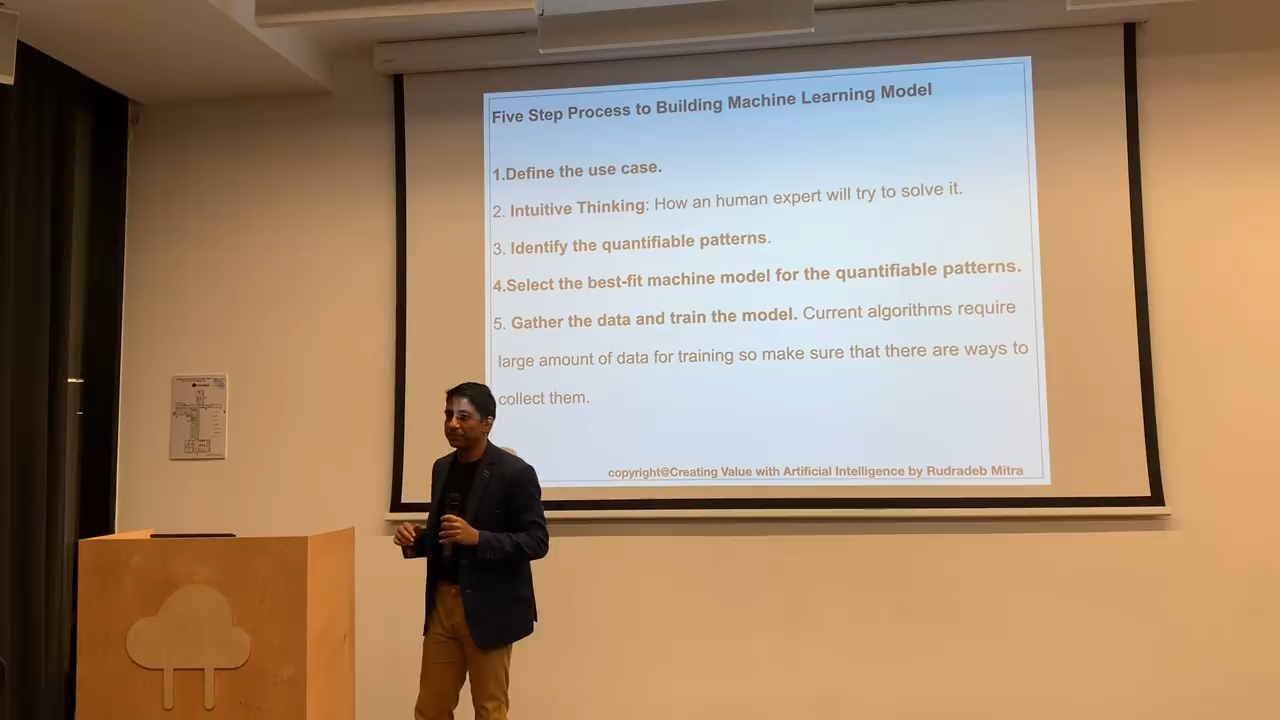 Five Step Process to Building Machine Learning Model
1.Define the use case.
2. Intuitive Thinking: How an human expert will try to solve it.
3. Identify the quantifiable patterns.
4.Select the best-fit machine model for the quantifiable patterns.
5. Gather the data and train the model. Current algorithms require
large amount of data for training so make sure that there are ways to
collect them.
copyright@Creating Value with Artificial Intelligence by Rudradeb Mitra